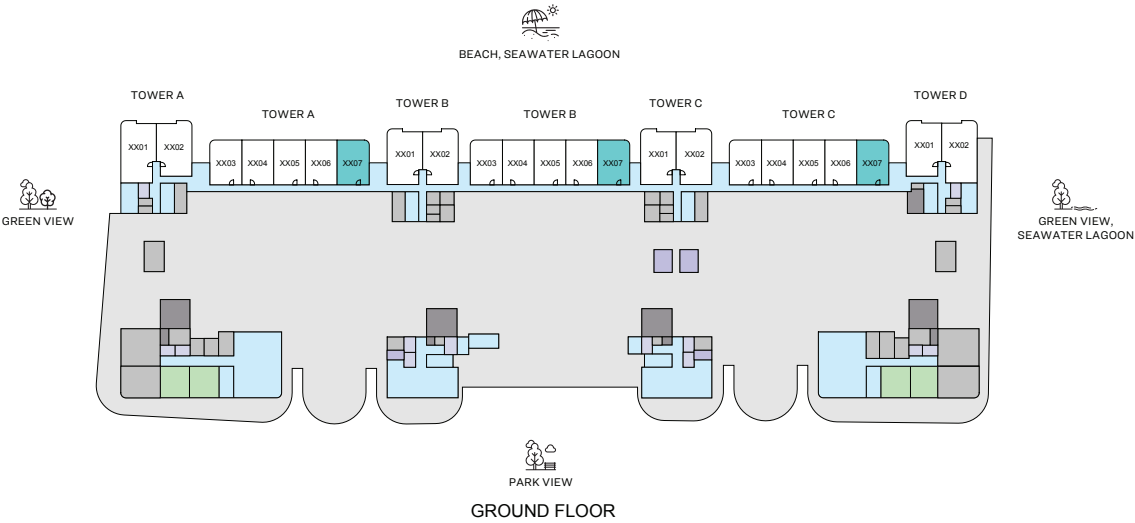 BEACH, SEAWATER LAGOON
TOWER A
TOWER A
TOWER B
TOWER B
TOWER C
TOWER C
TOWER D
XX01
XX02
XX03
XX04
XX05
XX06
XX07
XX01
XX02
XX03
XX04
XX05
XX06
XX07
XX01
XX02
XX03
XX04
XX05
XX06
XX07
XX01
XX02
GREEN VIEW
GREEN VIEW,
SEAWATER LAGOON
PARK VIEW
GROUND FLOOR